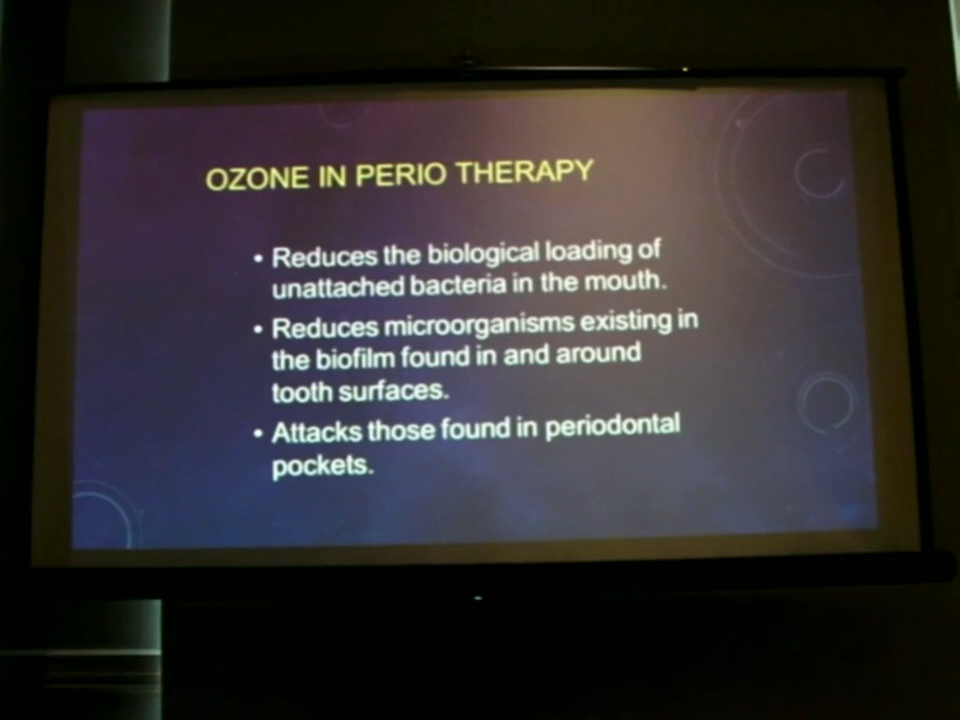 OZONE IN PERIO THERAPY
• Reduces the biological loading of
unattached bacteria in the mouth.
• Reduces microorganisms existing in
the biofilm found in and around
tooth surfaces.
• Attacks those found in periodontal
pockets.